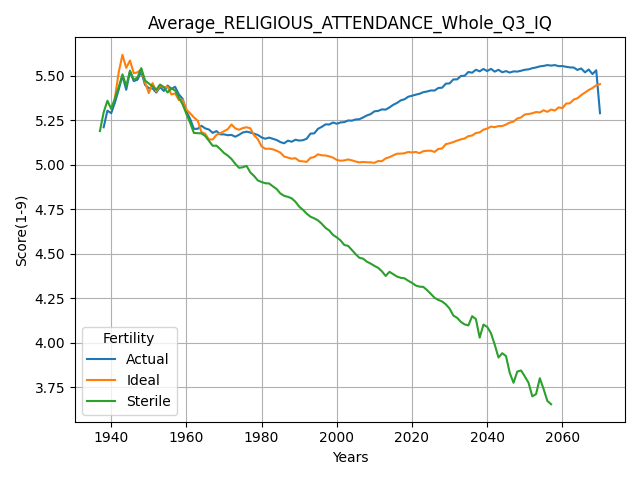 Average_RELIGIOUS_ATTENDANCE_Whole_Q3_IQ
Score(1-9)
5.50
5.25
5.00
4.75
4.50
4.25
4.00
3.75
Fertility
Actual
Ideal
Sterile
1940 1960 1980 2000 2020 2040 2060
Years